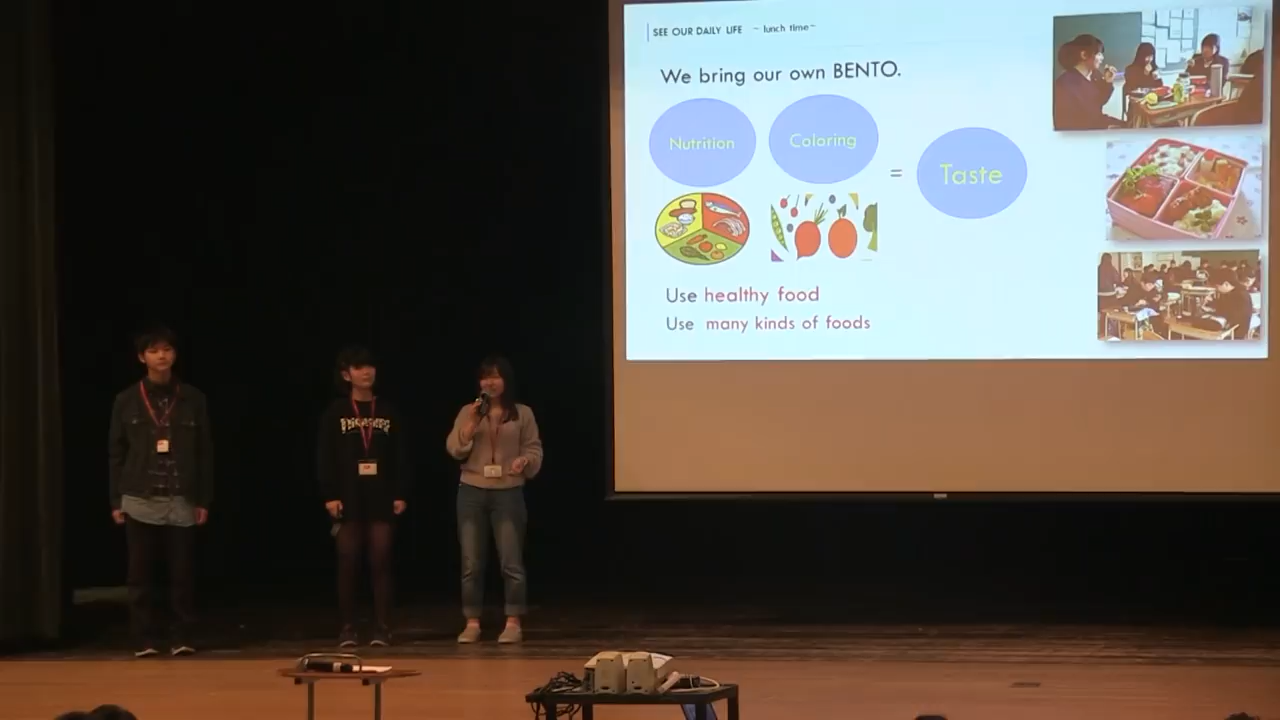 SEE OUR DAILY LIFE - lunch time-
We bring our own BENTO.
Nutrition
Coloring
=
Taste
Use healthy food
Use many kinds of foods